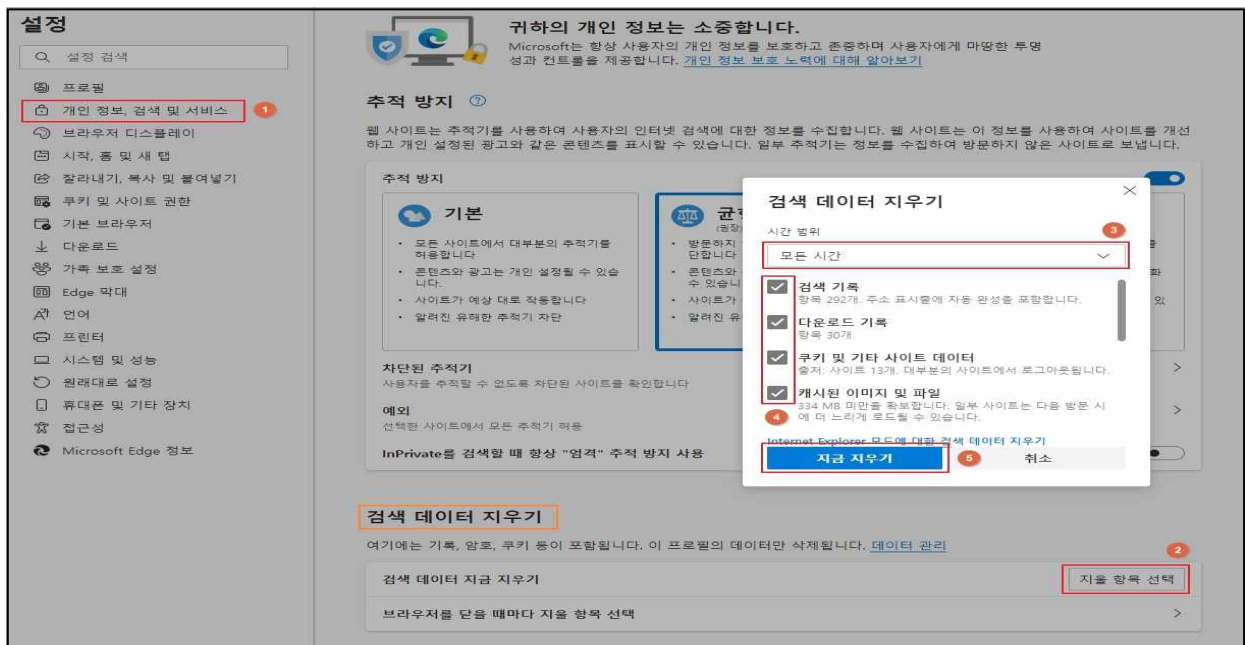 설정
설정 검색
프로필
개인 정보, 검색 및 서비스
1
브라우저 디스플레이
시작, 홈 및 새 탭
잘라내기, 복사 및 붙여넣기
쿠키 및 사이트 권한
기본 브라우저
다운로드
가족 보호 설정
Edge 막대
언어
프린터
시스템 및 성능
원래대로 설정
휴대폰 및 기타 장치
접근성
Microsoft Edge 정보
귀하의 개인 정보는 소중합니다.
Microsoft는 항상 사용자의 개인 정보를 보호하고 존중하며 사용자에게 마땅한 투명
성과 컨트롤을 제공합니다. 개인 정보 보호 노력에 대해 알아보기
추적 방지
웹 사이트는 추적기를 사용하여 사용자의 인터넷 검색에 대한 정보를 수집합니다. 웹 사이트는 이 정보를 사용하여 사이트를 개선
하고 개인 설정된 광고와 같은 콘텐츠를 표시할 수 있습니다. 일부 추적기는 정보를 수집하여 방문하지 않은 사이트로 보냅니다.
추적 방지
기본
• 모든 사이트에서 대부분의 추적기를
허용합니다
• 콘텐츠와 광고는 개인 설정될 수 있습
니다.
• 사이트가 예상 대로 작동합니다
• 알려진 유해한 추적기 차단
(권장)
• 방문하지
단합니다
• 콘텐츠와
수 있습니
• 사이트가
• 알려진 유
화
있
차단된 추적기
사용자를 추적할 수 없도록 차단된 사이트를 확인합니다
예외
선택한 사이트에서 모든 추적기 허용
InPrivate를 검색할 때 항상 "엄격" 추적 방지 사용
검색 데이터 지우기
시간 범위
3
모든 시간
검색 기록
항목 292개. 주소 표시줄에 자동 완성을 포함합니다.
다운로드 기록
항목 30개
쿠키 및 기타 사이트 데이터
출처: 사이트 13개. 대부분의 사이트에서 로그아웃됩니다.
캐시된 이미지 및 파일
334 MB 미만을 확보합니다. 일부 사이트는 다음 방문 시
에 더 느리게 로드될 수 있습니다.
4
Internet Explorer 모드에 대한 검색 데이터 지우기
지금 지우기
5
취소
검색 데이터 지우기
여기에는 기록, 암호, 쿠키 등이 포함됩니다. 이 프로필의 데이터만 삭제됩니다. 데이터 관리
2
검색 데이터 지금 지우기
지울 항목 선택
브라우저를 닫을 때마다 지울 항목 선택